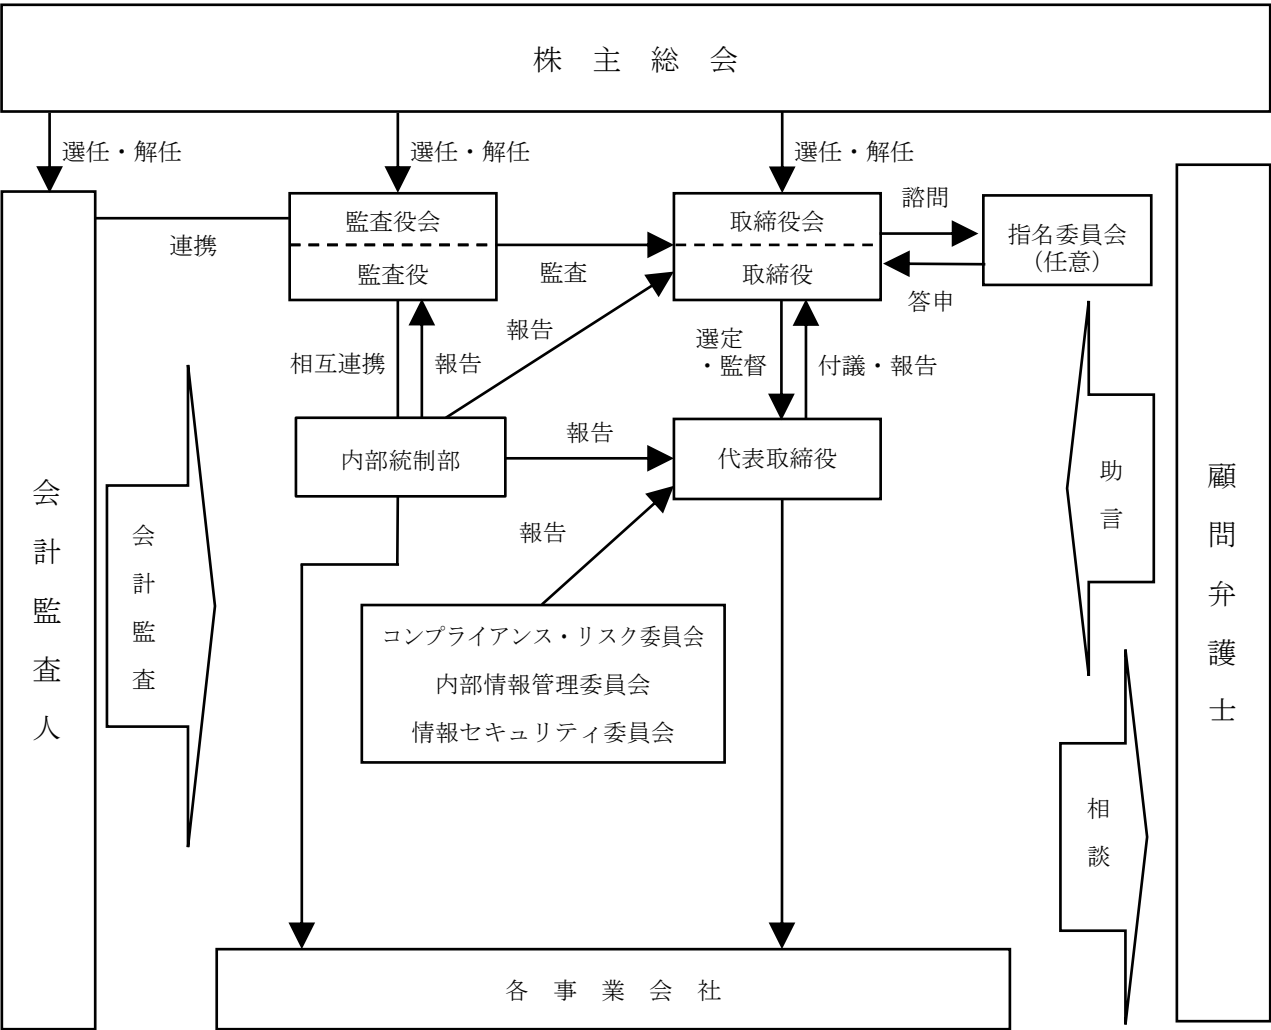 株主総会
選任・解任
選任・解任
選任・解任
監査役会
監査役
取締役会
取締役
諮問
指名委員会
（任意）
答申
連携
監査
報告
相互連携
報告
選定
・監督
付議・報告
内部統制部
報告
代表取締役
報告
会計監査人
会計監査
コンプライアンス・リスク委員会
内部情報管理委員会
情報セキュリティ委員会
助言
相談
顧問弁護士
各事業会社